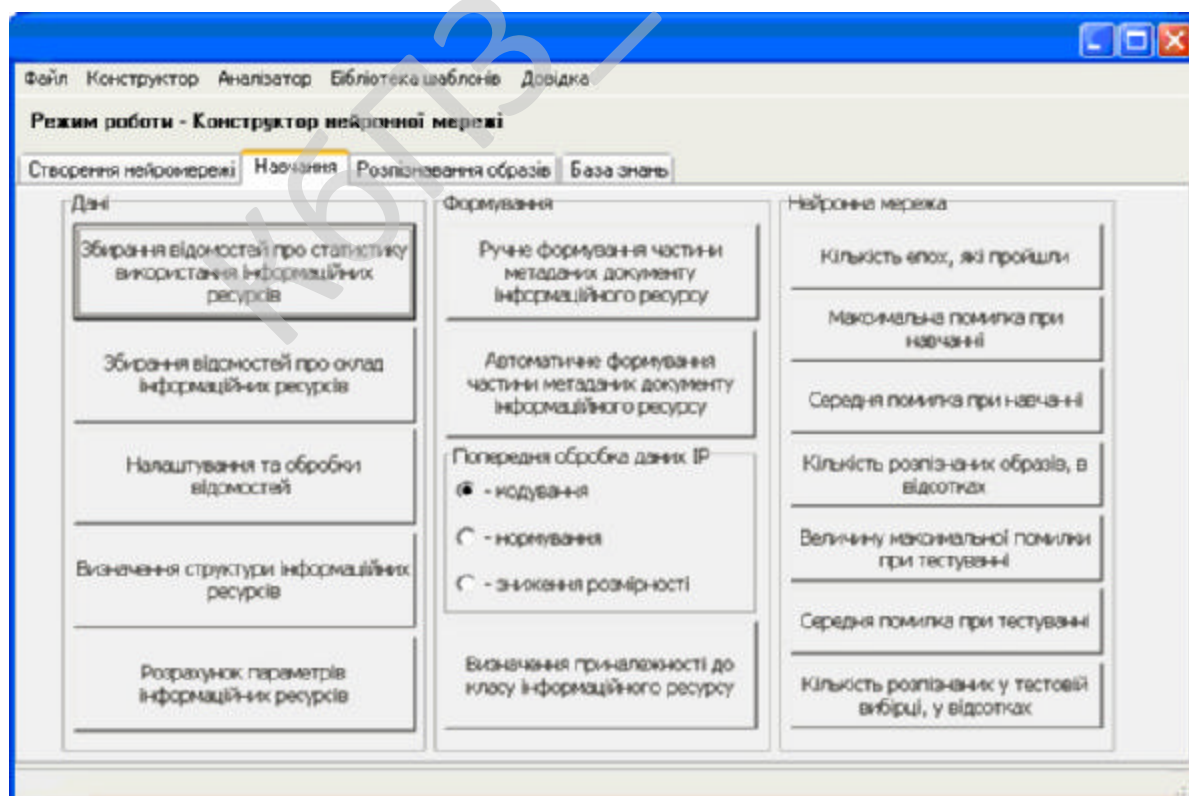 КбПЗ_
Файл Конструктор Аналізатор Бібліотека шаблонів Довідка
Режим роботи - Конструктор нейронної мережі
Створення нейромережі Навчання Розпізнавання образів База знань
Дані
Збирання відомостей про статистику
використання інформаційних
ресурсів
Збирання відомостей про склад
інформаційних ресурсів
Налаштування та обробки
відомостей
Визначення структури інформаційних
ресурсів
Розрахунок параметрів
інформаційних ресурсів
Формування
Ручне формування частини
метаданих документу
інформаційного ресурсу
Автоматичне формування
частини метаданих документу
інформаційного ресурсу
Попередня обробка даних ІР
- кодування
- нормування
- зниження розмірності
Визначення приналежності до
класу інформаційного ресурсу
Нейронна мережа
Кількість епох, які пройшли
Максимальна помилка при
навчанні
Середня помилка при навчанні
Кількість розпізнаних образів, в
відсотках
Величину максимальної помилки
при тестуванні
Середня помилка при тестуванні
Кількість розпізнаних у тестовій
вибірці, у відсотках